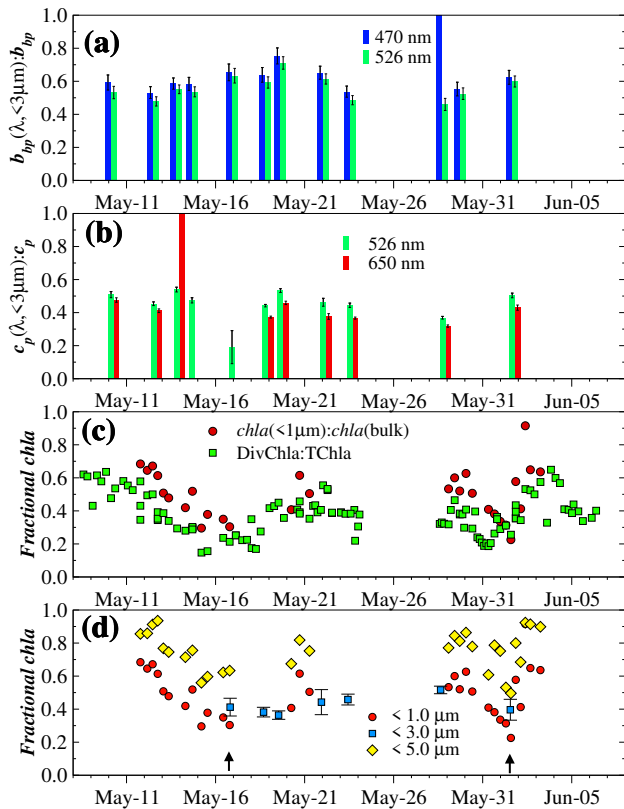 (a)
470 nm
526 nm
b_bp(λ,<3μm):b_bp
1.0
0.8
0.6
0.4
0.2
0.0
May-11 May-16 May-21 May-26 May-31 Jun-05
(b)
526 nm
650 nm
c_p(λ,<3μm):c_p
1.0
0.8
0.6
0.4
0.2
0.0
May-11 May-16 May-21 May-26 May-31 Jun-05
(c)
chla(<1μm):chla(bulk)
DivChla:TChla
Fractional chla
1.0
0.8
0.6
0.4
0.2
0.0
May-11 May-16 May-21 May-26 May-31 Jun-05
(d)
Fractional chla
1.0
0.8
0.6
0.4
0.2
0.0
< 1.0 μm
< 3.0 μm
< 5.0 μm
May-11 May-16 May-21 May-26 May-31 Jun-05